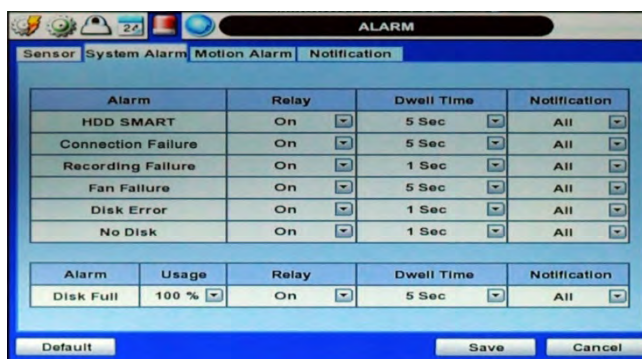 24
ALARM
Sensor System Alarm Motion Alarm Notification
Alarm Relay Dwell Time Notification
HDD SMART On 5 Sec All
Connection Failure On 5 Sec All
Recording Failure On 1 Sec All
Fan Failure On 5 Sec All
Disk Error On 1 Sec All
No Disk On 1 Sec All
Alarm Usage Relay Dwell Time Notification
Disk Full 100 % On 5 Sec All
Default Save Cancel